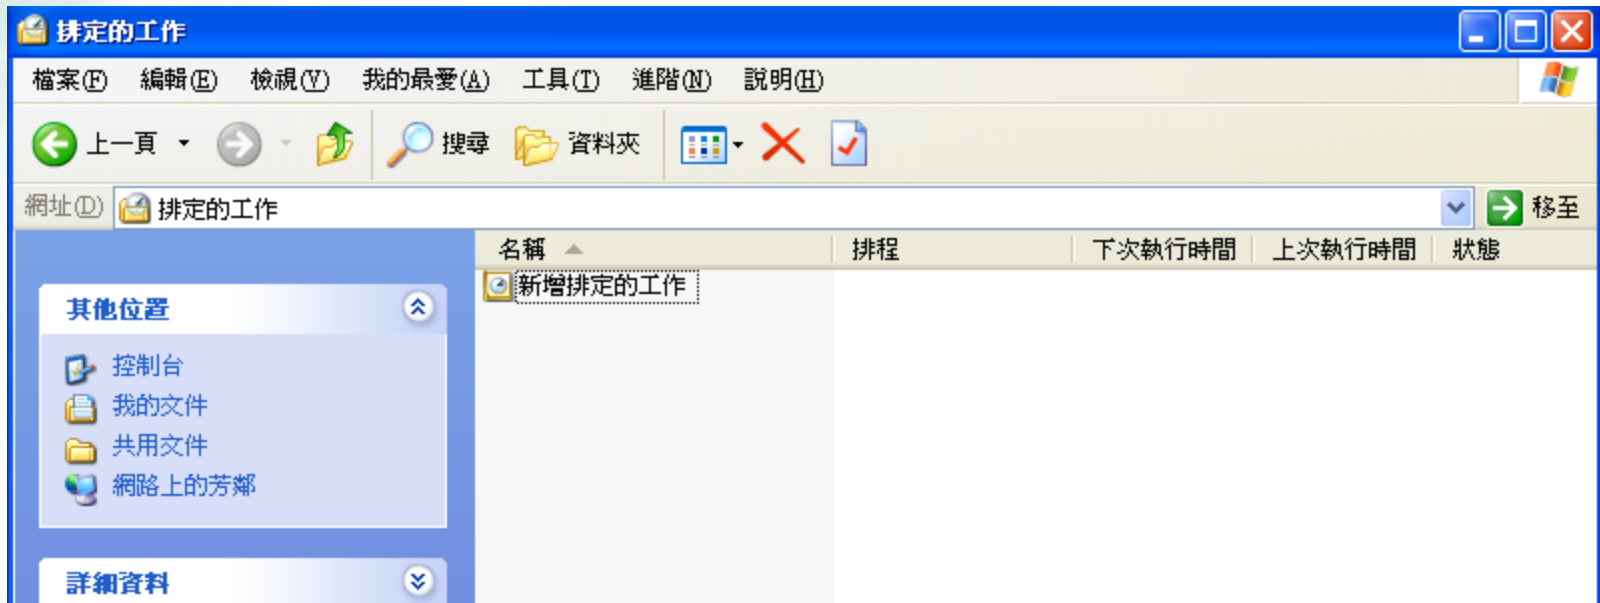 排定的工作
檔案(F) 編輯(E) 檢視(V) 我的最愛(A) 工具(T) 進階(N) 說明(H)
上一頁 搜尋 資料夾
網址(D) 排定的工作 移至
名稱 排程 下次執行時間 上次執行時間 狀態
新增排定的工作
其他位置
控制台
我的文件
共用文件
網路上的芳鄰
詳細資料